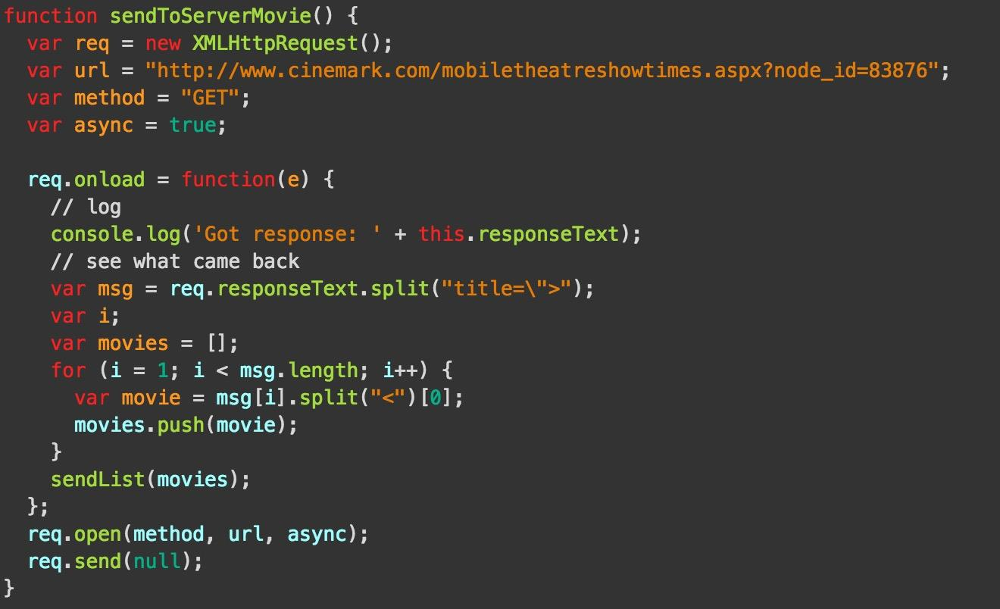 function sendToServerMovie() {
  var req = new XMLHttpRequest();
  var url = "http://www.cinemark.com/mobiletheatreshowtimes.aspx?node_id=83876";
  var method = "GET";
  var async = true;

  req.onload = function(e) {
    // log
    console.log('Got response: ' + this.responseText);
    // see what came back
    var msg = req.responseText.split("title=\">");
    var i;
    var movies = [];
    for (i = 1; i < msg.length; i++) {
      var movie = msg[i].split("<")[0];
      movies.push(movie);
    }
    sendList(movies);
  };
  req.open(method, url, async);
  req.send(null);
}